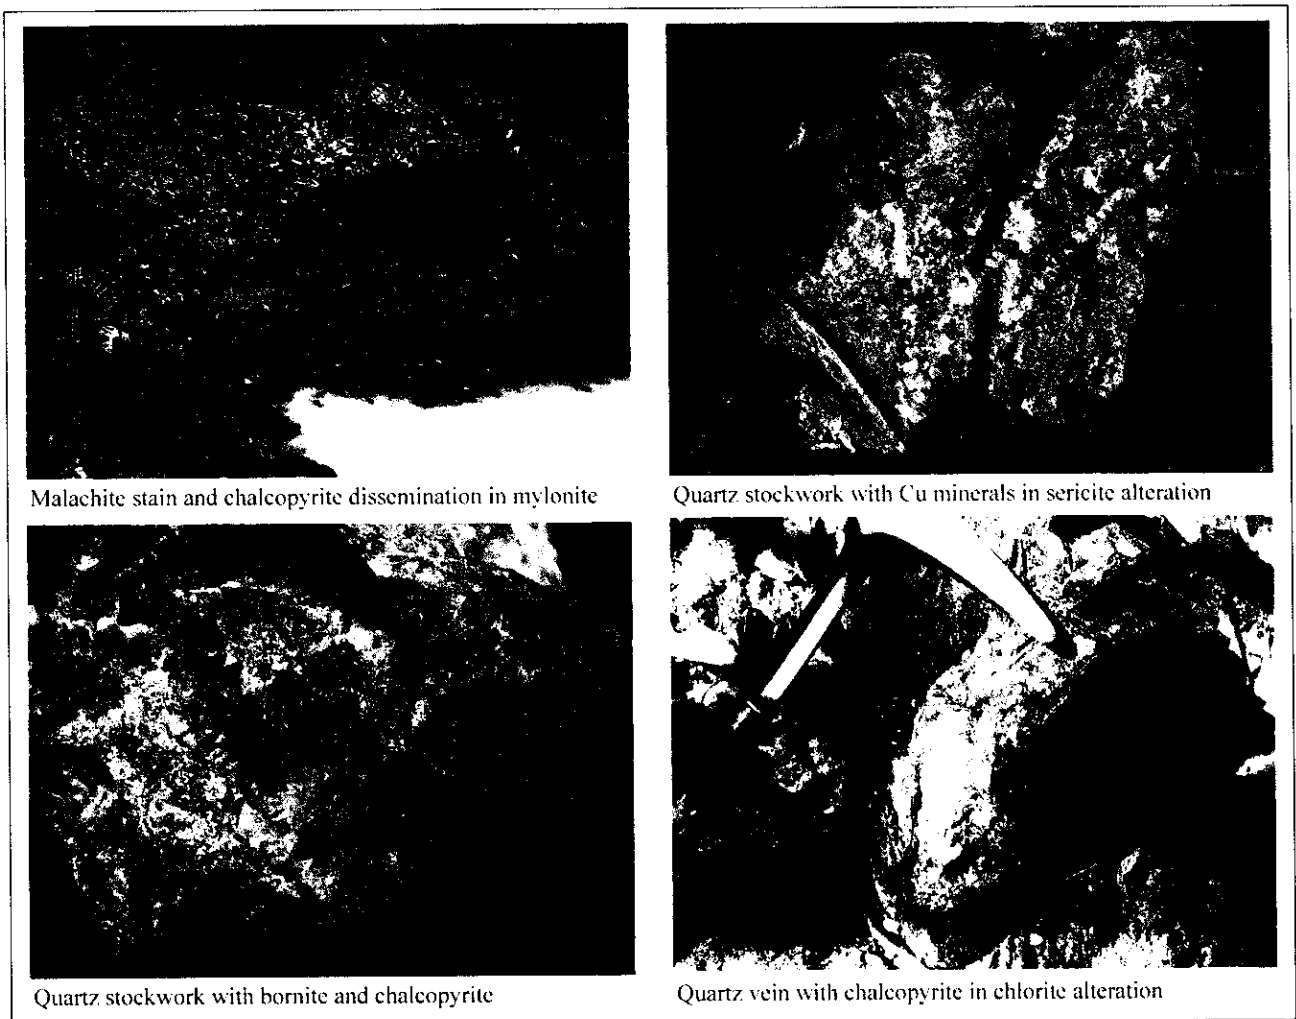 Malachite stain and chalcopyrite dissemination in mylonite
Quartz stockwork with Cu minerals in sericite alteration
Quartz stockwork with bornite and chalcopyrite
Quartz vein with chalcopyrite in chlorite alteration